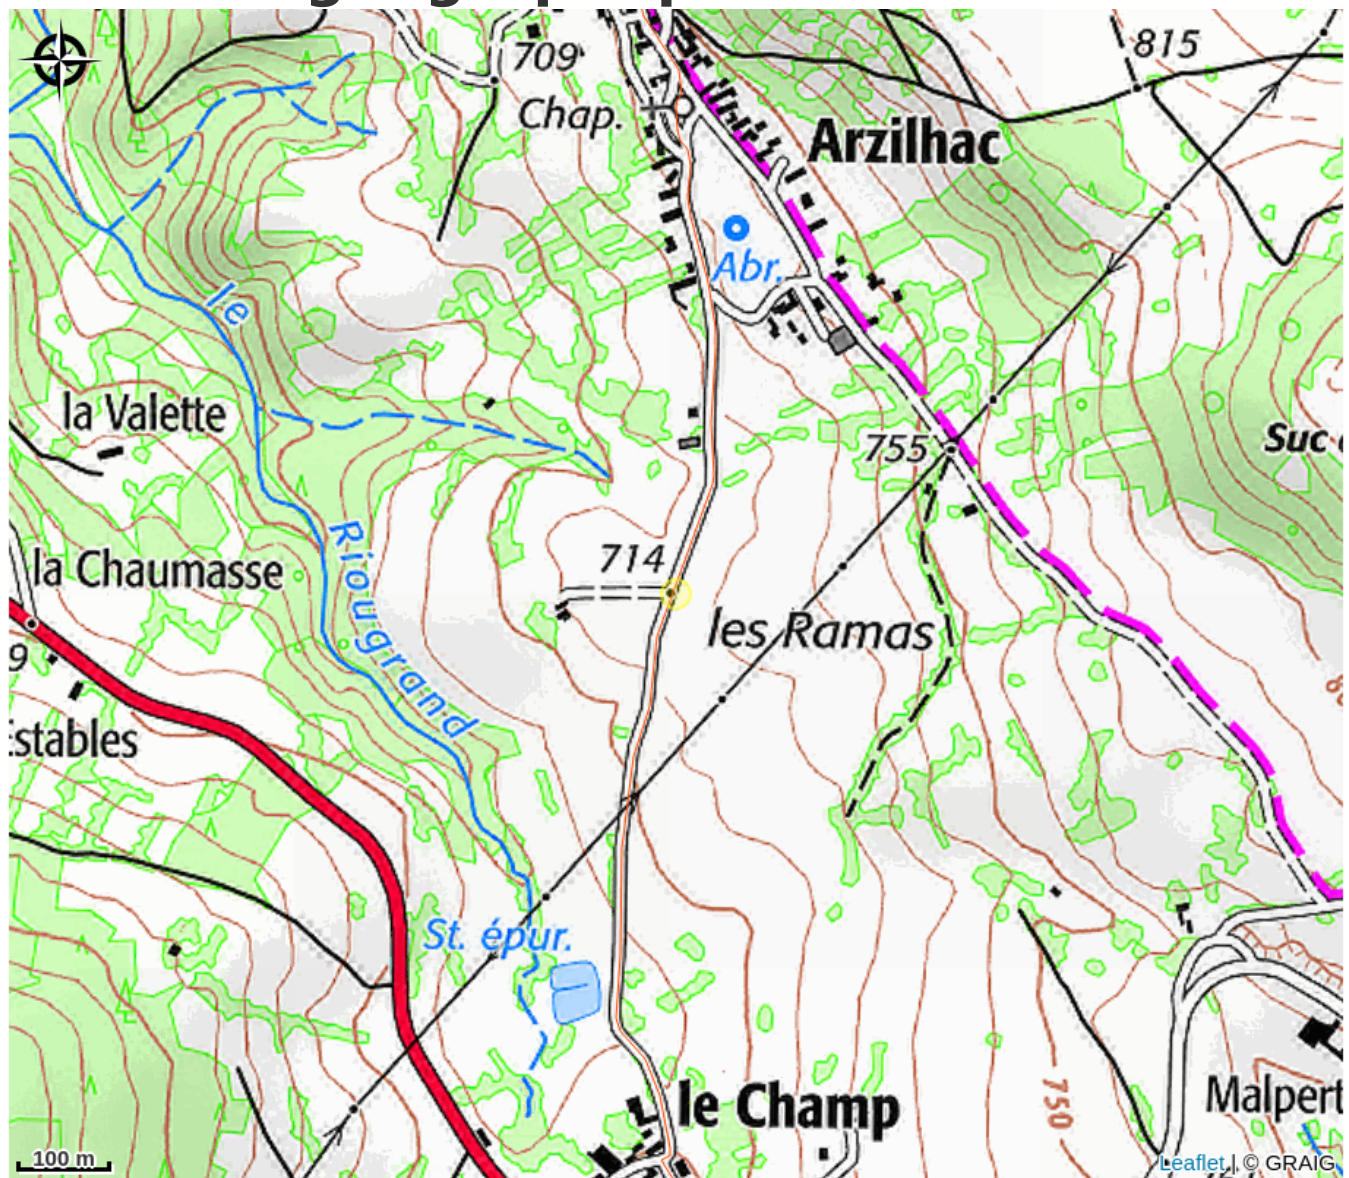 709
815
Chap.
Arzilhac
Abr.
le
la Valette
755
Suc
714
la Chaumasse
Riougrand
les Ramas
9
stables
St. épur.
750
le Champ
Malpert
100 m
Leaflet | © GRAIG